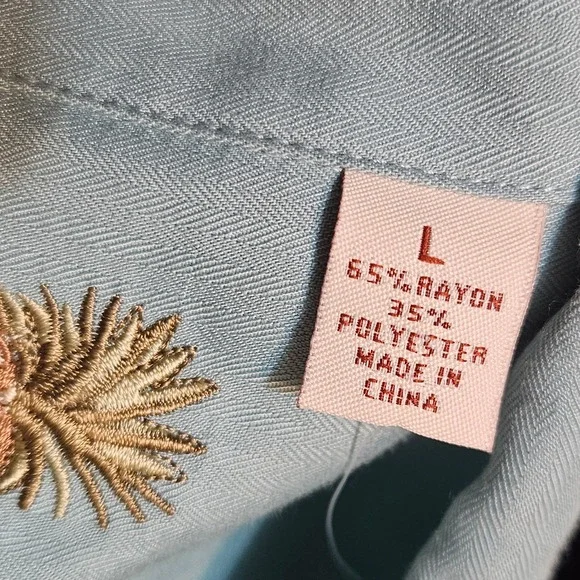 L
65% RAYON
35%
POLYESTER
MADE IN
CHINA